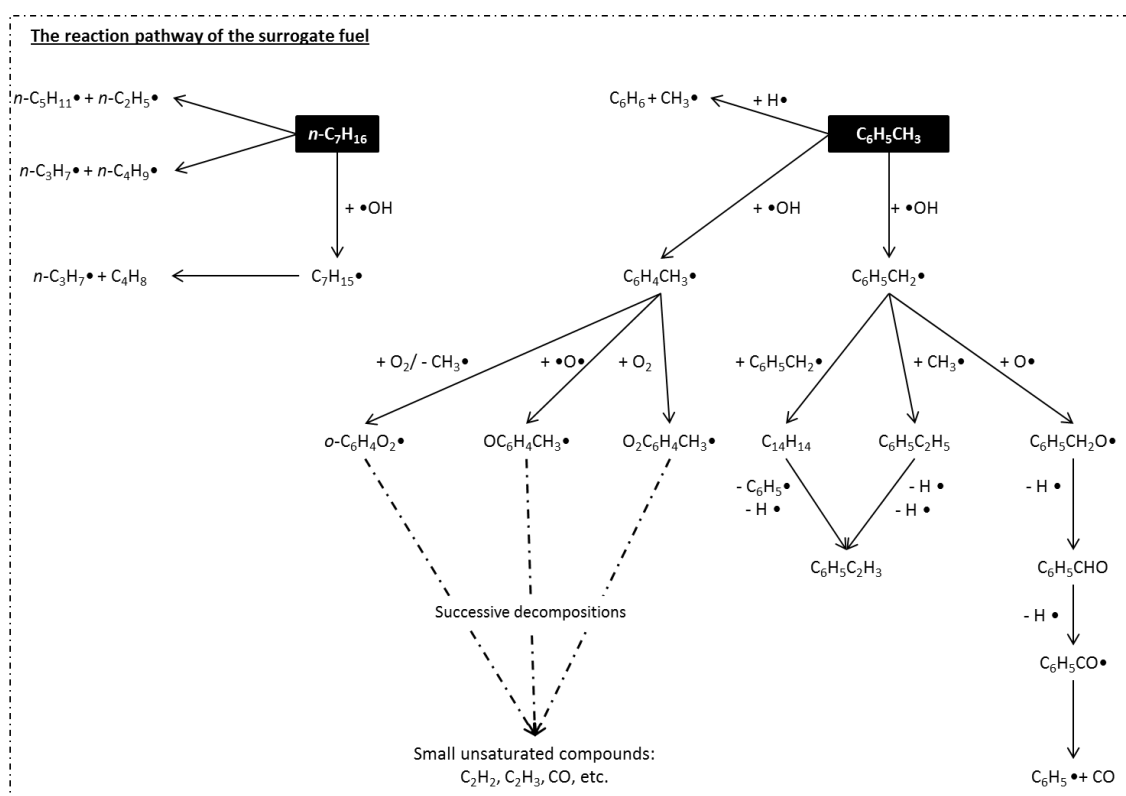 The reaction pathway of the surrogate fuel
n-C₅H₁₁• + n-C₂H₅•
C₆H₆ + CH₃•
+ H•
n-C₇H₁₆
C₆H₅CH₃
n-C₃H₇• + n-C₄H₉•
+ •OH
+ •OH
+ •OH
n-C₃H₇• + C₄H₈
C₇H₁₅•
C₆H₄CH₃•
C₆H₅CH₂•
+ O₂/ - CH₃•
+ •O•
+ O₂
+ C₆H₅CH₂•
+ CH₃•
+ O•
o-C₆H₄O₂•
OC₆H₄CH₃•
O₂C₆H₄CH₃•
C₁₄H₁₄
C₆H₅C₂H₅
C₆H₅CH₂O•
- C₆H₅•
- H •
- H •
- H •
- H •
C₆H₅C₂H₃
C₆H₅CHO
Successive decompositions
- H •
C₆H₅CO•
Small unsaturated compounds:
C₂H₂, C₂H₃, CO, etc.
C₆H₅ •+ CO